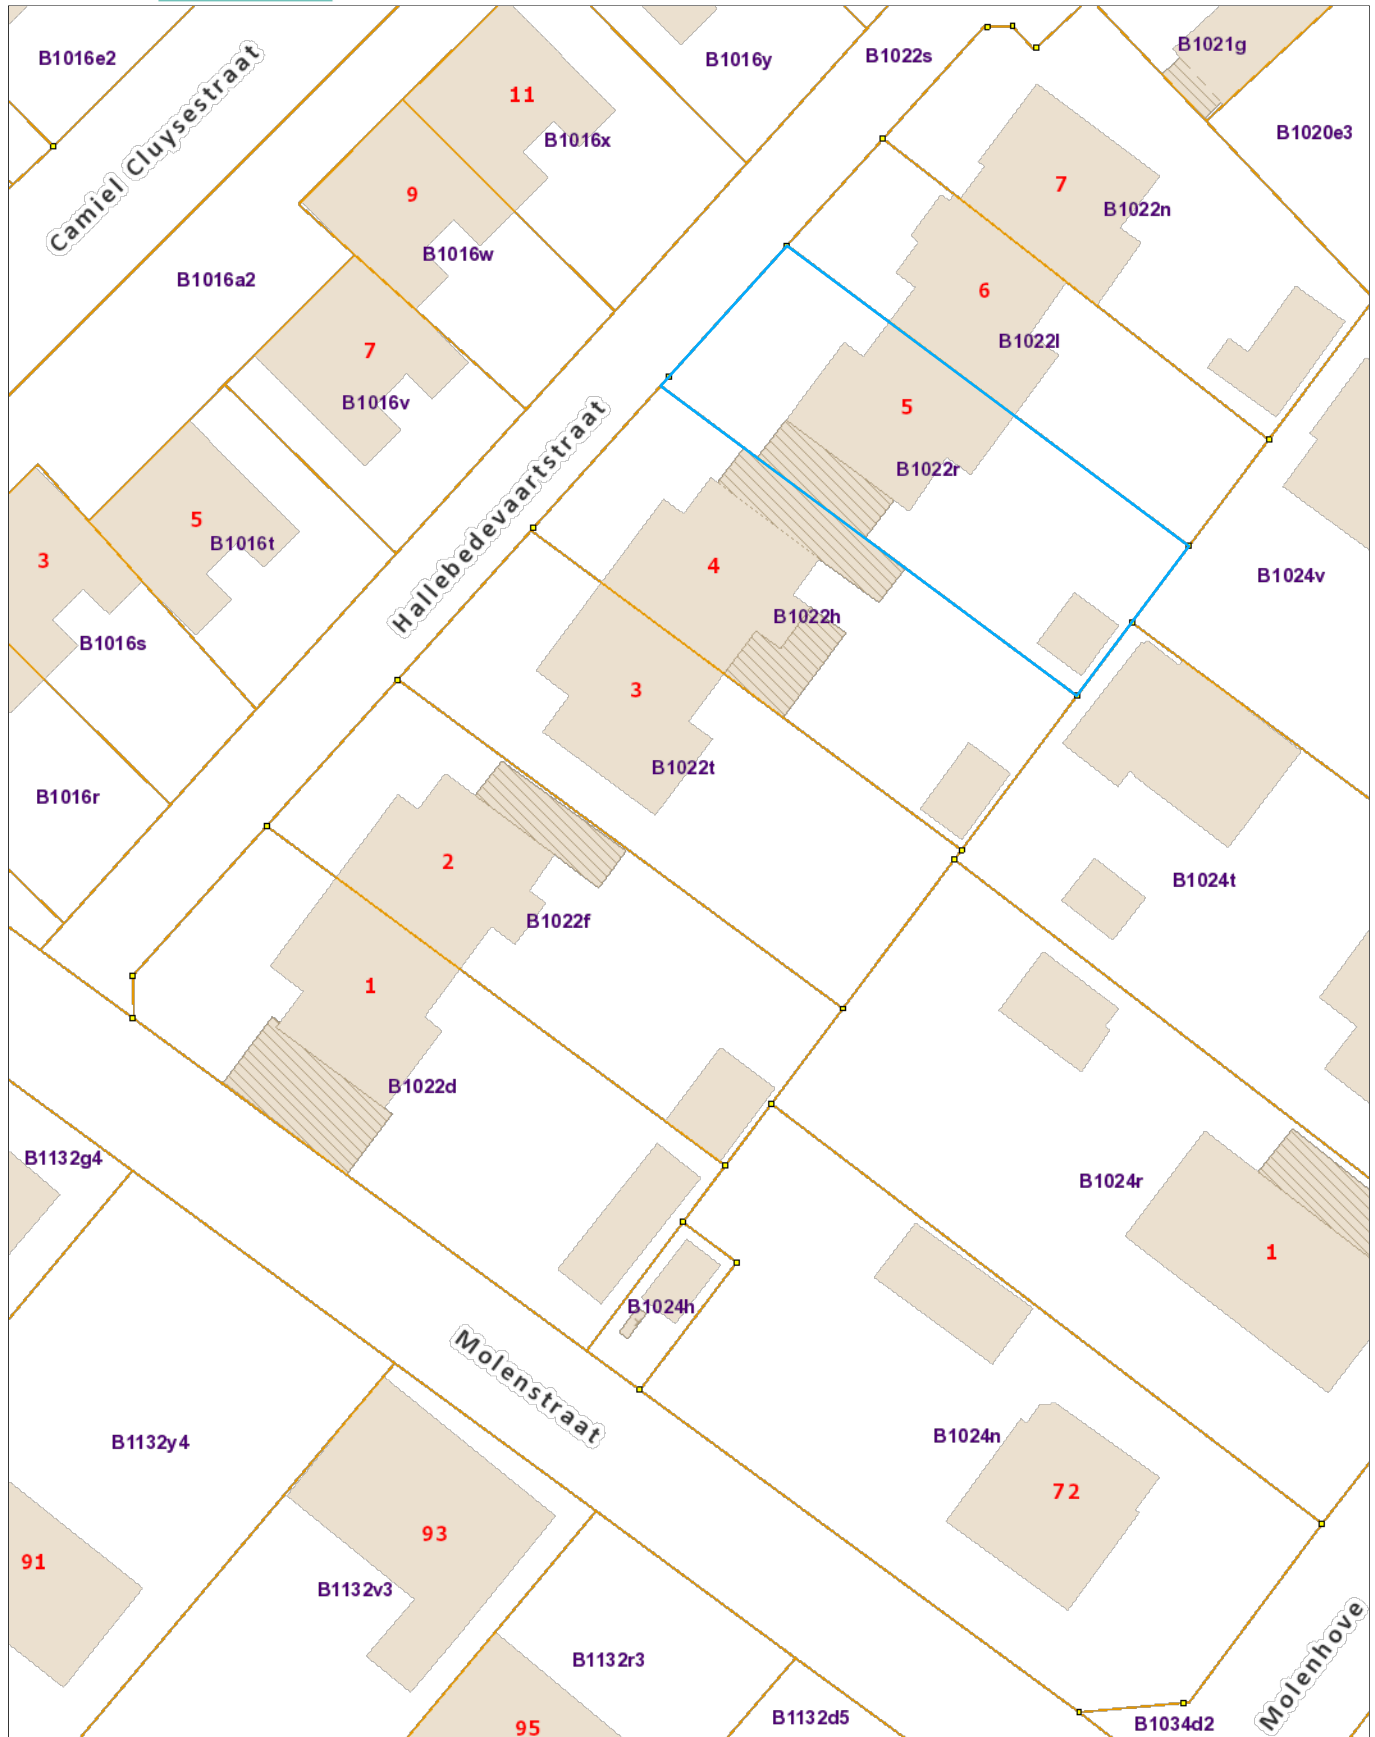 B1016e2
Camiel Cluysestraat
11
B1016x
B1016y
B1022s
B1021g
B1020e3
9
B1016w
7
B1022n
B1016a2
6
B1022l
7
B1016v
5
B1022r
Hallebedevaartstraat
5
B1016t
3
B1016s
4
B1022h
B1024v
3
B1022t
B1016r
2
B1022f
B1024t
1
B1022d
B1132g4
B1024r
1
B1024h
Molenstraat
B1132y4
B1024n
72
93
91
B1132v3
B1132r3
95
B1132d5
B1034d2
Molenhove